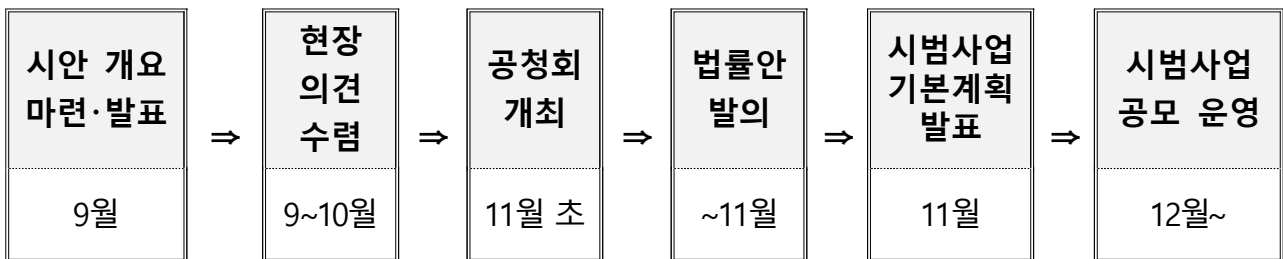 시안 개요
마련·발표
⇒
현장
의견
수렴
⇒
공청회
개최
⇒
법률안
발의
⇒
시범사업
기본계획
발표
⇒
시범사업
공모 운영
9월
9~10월
11월 초
~11월
11월
12월~